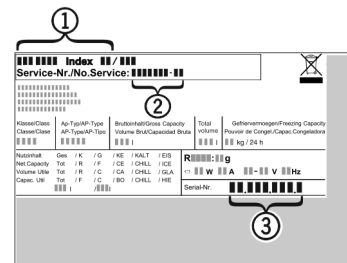 1
Index /
Service-Nr./No.Service: -
2
Klasse/Class
Classe/Clase
Ap-Typ/AP-Type
AP-Type/AP-Tipo
Bruttoinhalt/Gross Capacity
Volume Brut/Capacidad Bruta
I
Total
volume
I
Gefriervermoegen/Freezing Capacity
Pouvoir de Congel./Capac.Congeladora
kg / 24 h
Nutzinhalt Ges / K / G / KE / KALT / EIS
Net.Capacity Tot / R / F / CE / CHILL / ICE
Volume Utile Tot / R / C / CA / CHILL / GLA
Capac. Util Tot / F / C / BO / CHILL / HIE
I / I
R : g
W A - V Hz
Serial-Nr. . . .
3